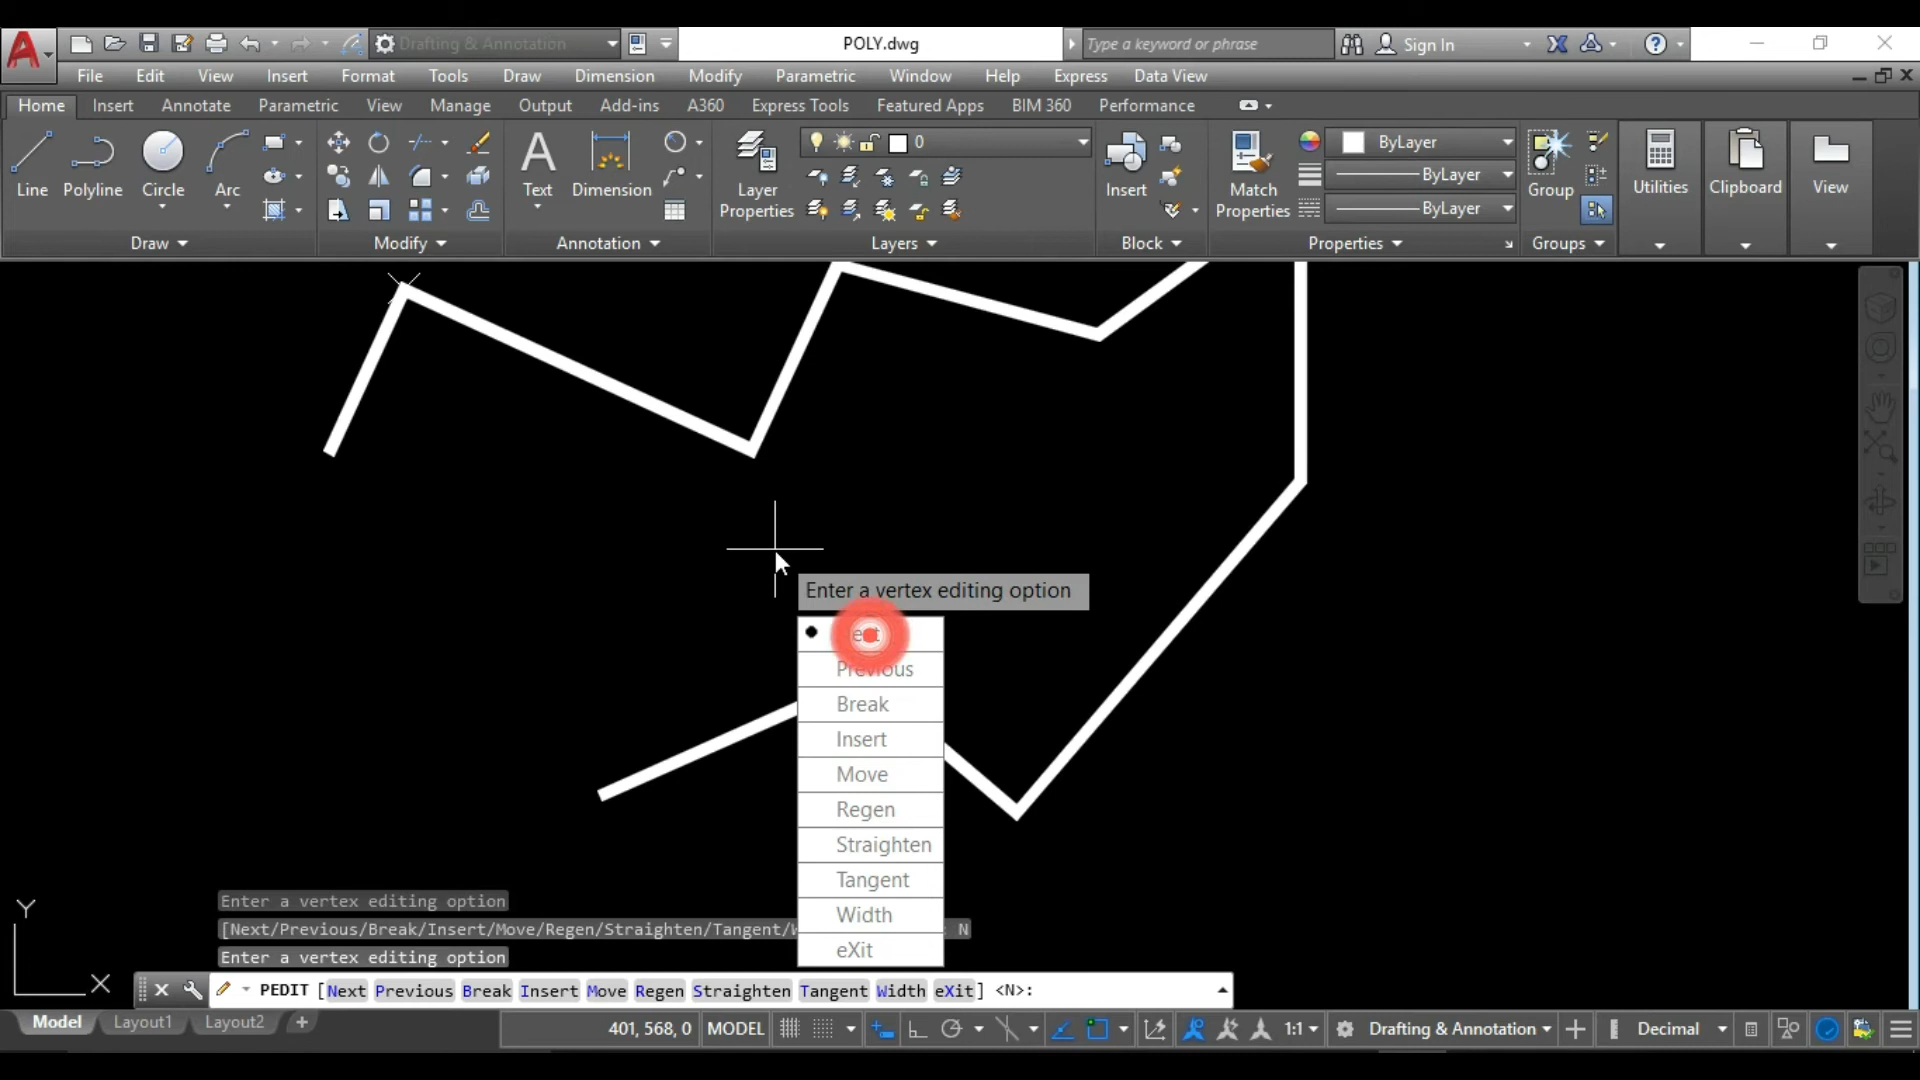 Drafting & Annotation
POLY.dwg
Type a keyword or phrase
Sign In
File Edit View Insert Format Tools Draw Dimension Modify Parametric Window Help Express Data View
Home Insert Annotate Parametric View Manage Output Add-ins A360 Express Tools Featured Apps BIM 360 Performance
0
ByLayer
ByLayer
ByLayer
Line Polyline Circle Arc
Text Dimension
Layer
Properties
Insert
Match
Properties
Group
Utilities Clipboard View
Draw Modify Annotation Layers Block Properties Groups
Enter a vertex editing option
Previous
Break
Insert
Move
Regen
Straighten
Tangent
Width
eXit
Enter a vertex editing option
[Next/Previous/Break/Insert/Move/Regen/Straighten/Tangent/ N
Enter a vertex editing option
PEDIT [Next Previous Break Insert Move Regen Straighten Tangent Width eXit] <N>:
Y
X
Model Layout1 Layout2 +
401, 568, 0 MODEL 1:1 Drafting & Annotation Decimal